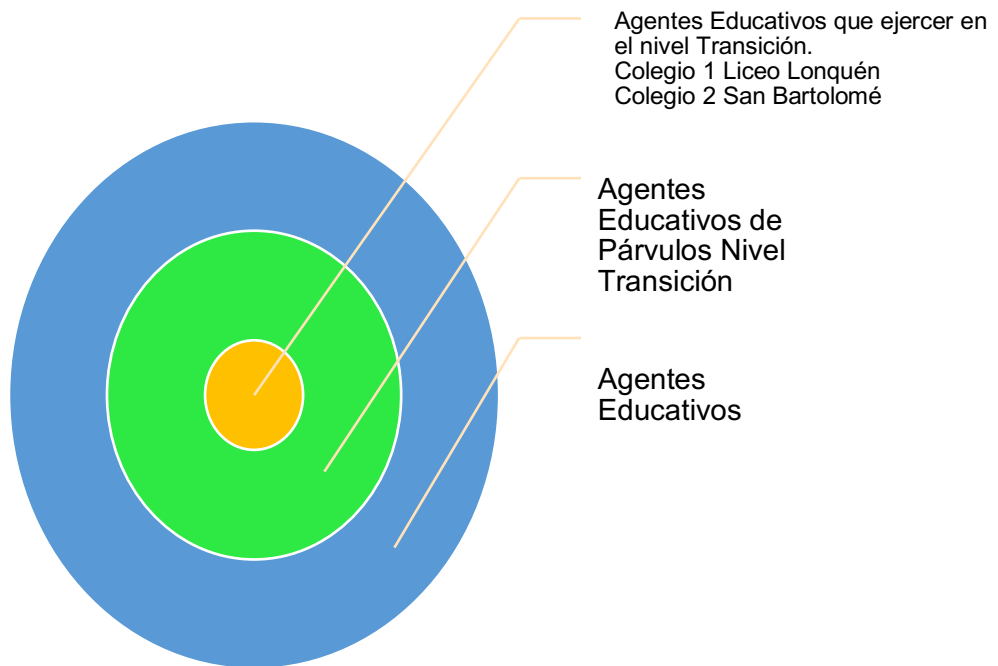 Agentes Educativos que ejercer en
el nivel Transición.
Colegio 1 Liceo Lonquén
Colegio 2 San Bartolomé
Agentes
Educativos de
Párvulos Nivel
Transición
Agentes
Educativos